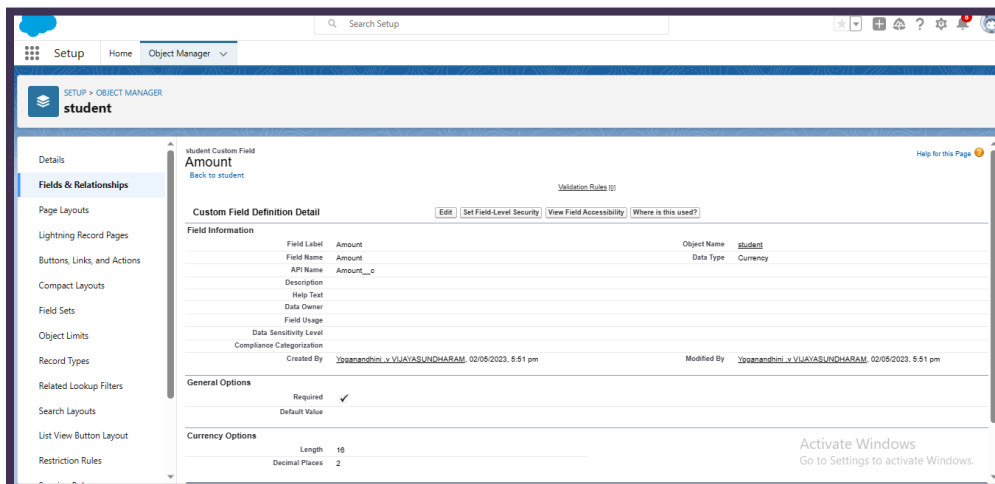 Search Setup
8
Setup Home Object Manager
SETUP > OBJECT MANAGER
student
Details
Fields & Relationships
Page Layouts
Lightning Record Pages
Buttons, Links, and Actions
Compact Layouts
Field Sets
Object Limits
Record Types
Related Lookup Filters
Search Layouts
List View Button Layout
Restriction Rules
student Custom Field
Amount
Back to student
Help for this Page ?
Validation Rules [0]
Custom Field Definition Detail Edit Set Field-Level Security View Field Accessibility Where is this used?
Field Information
Field Label Amount Object Name student
Field Name Amount Data Type Currency
API Name Amount__c
Description
Help Text
Data Owner
Field Usage
Data Sensitivity Level
Compliance Categorization
Created By Yoganandhini .v VIJAYASUNDHARAM, 02/05/2023, 5:51 pm Modified By Yoganandhini .v VIJAYASUNDHARAM, 02/05/2023, 5:51 pm
General Options
Required ✓
Default Value
Currency Options
Length 16
Decimal Places 2
Activate Windows
Go to Settings to activate Windows.